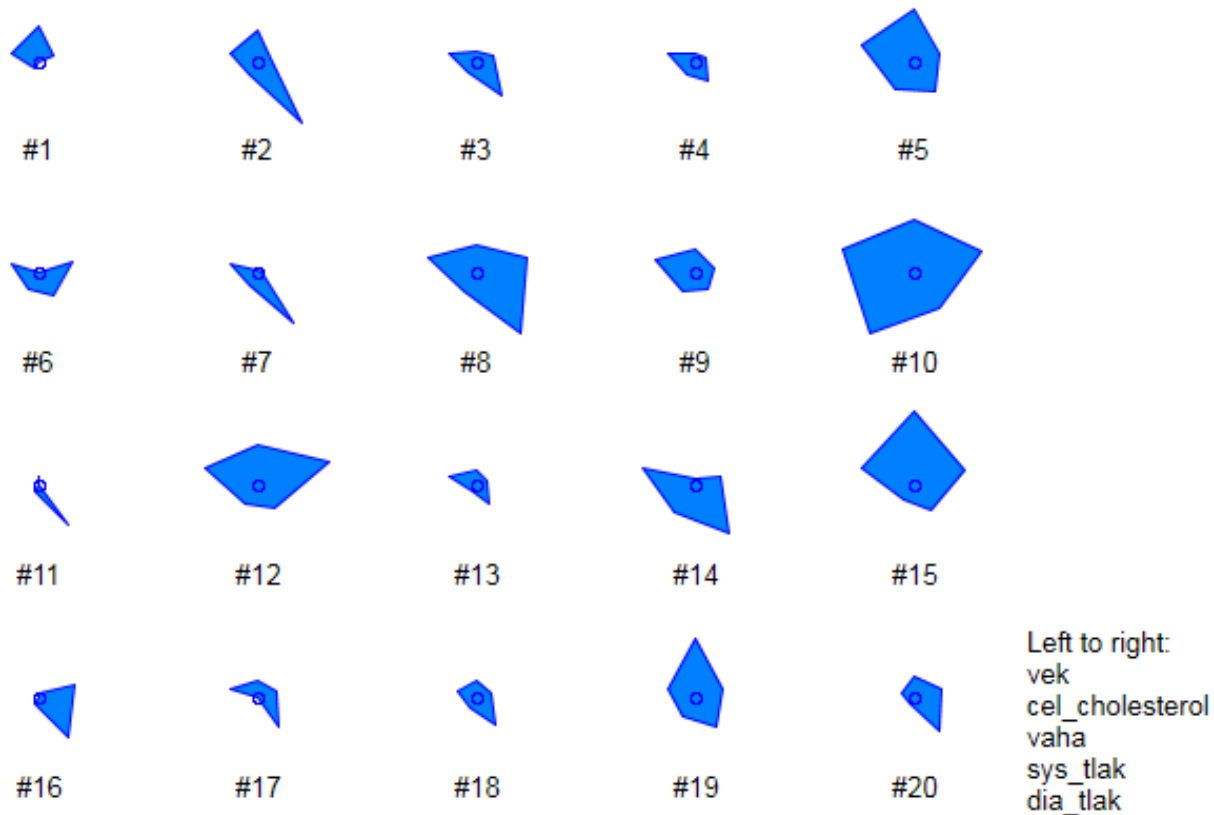 #1 #2 #3 #4 #5
#6 #7 #8 #9 #10
#11 #12 #13 #14 #15
#16 #17 #18 #19 #20
Left to right:
vek
cel_cholesterol
vaha
sys_tlak
dia_tlak